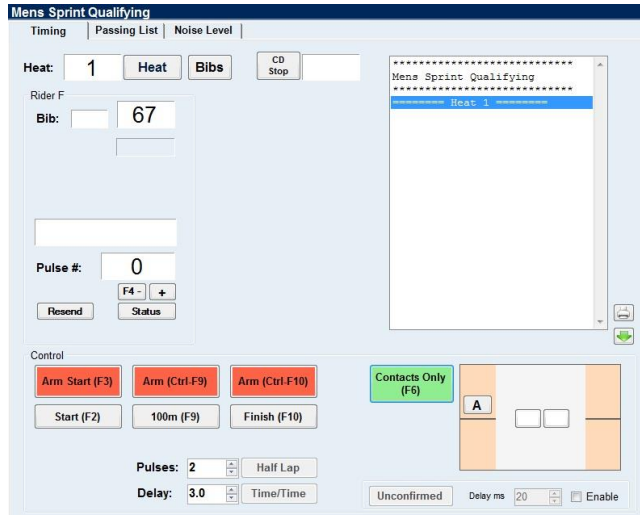 Mens Sprint Qualifying
Timing Passing List Noise Level
Heat: 1 Heat Bibs CD Stop
****************************
Mens Sprint Qualifying
****************************
======== Heat 1 ========
Rider F
Bib: 67
Pulse #: 0
F4 - +
Resend Status
Control
Arm Start (F3) Arm (Ctrl-F9) Arm (Ctrl-F10)
Start (F2) 100m (F9) Finish (F10)
Contacts Only
(F6)
A
Pulses: 2 Half Lap
Delay: 3.0 Time/Time
Unconfirmed Delay ms 20 Enable